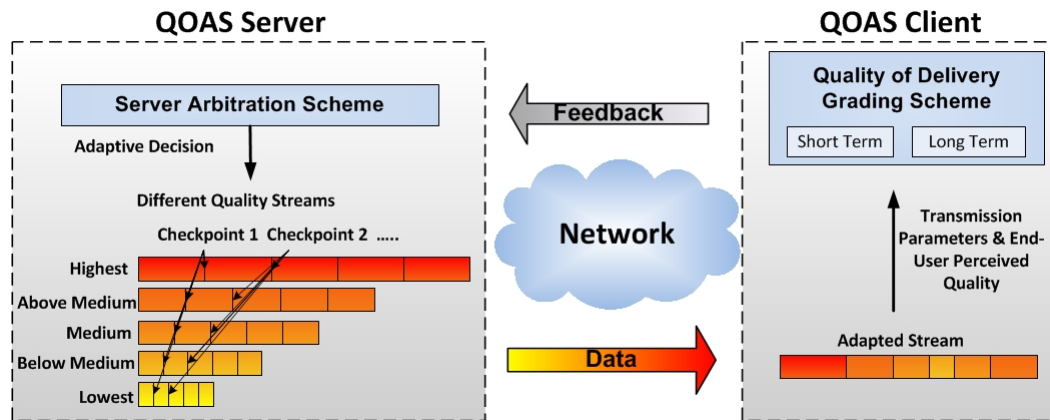 QOAS Server
Server Arbitration Scheme
Adaptive Decision
Different Quality Streams
Checkpoint 1 Checkpoint 2 .....
Highest
Above Medium
Medium
Below Medium
Lowest
Feedback
Network
Data
QOAS Client
Quality of Delivery
Grading Scheme
Short Term
Long Term
Transmission
Parameters & End-
User Perceived
Quality
Adapted Stream